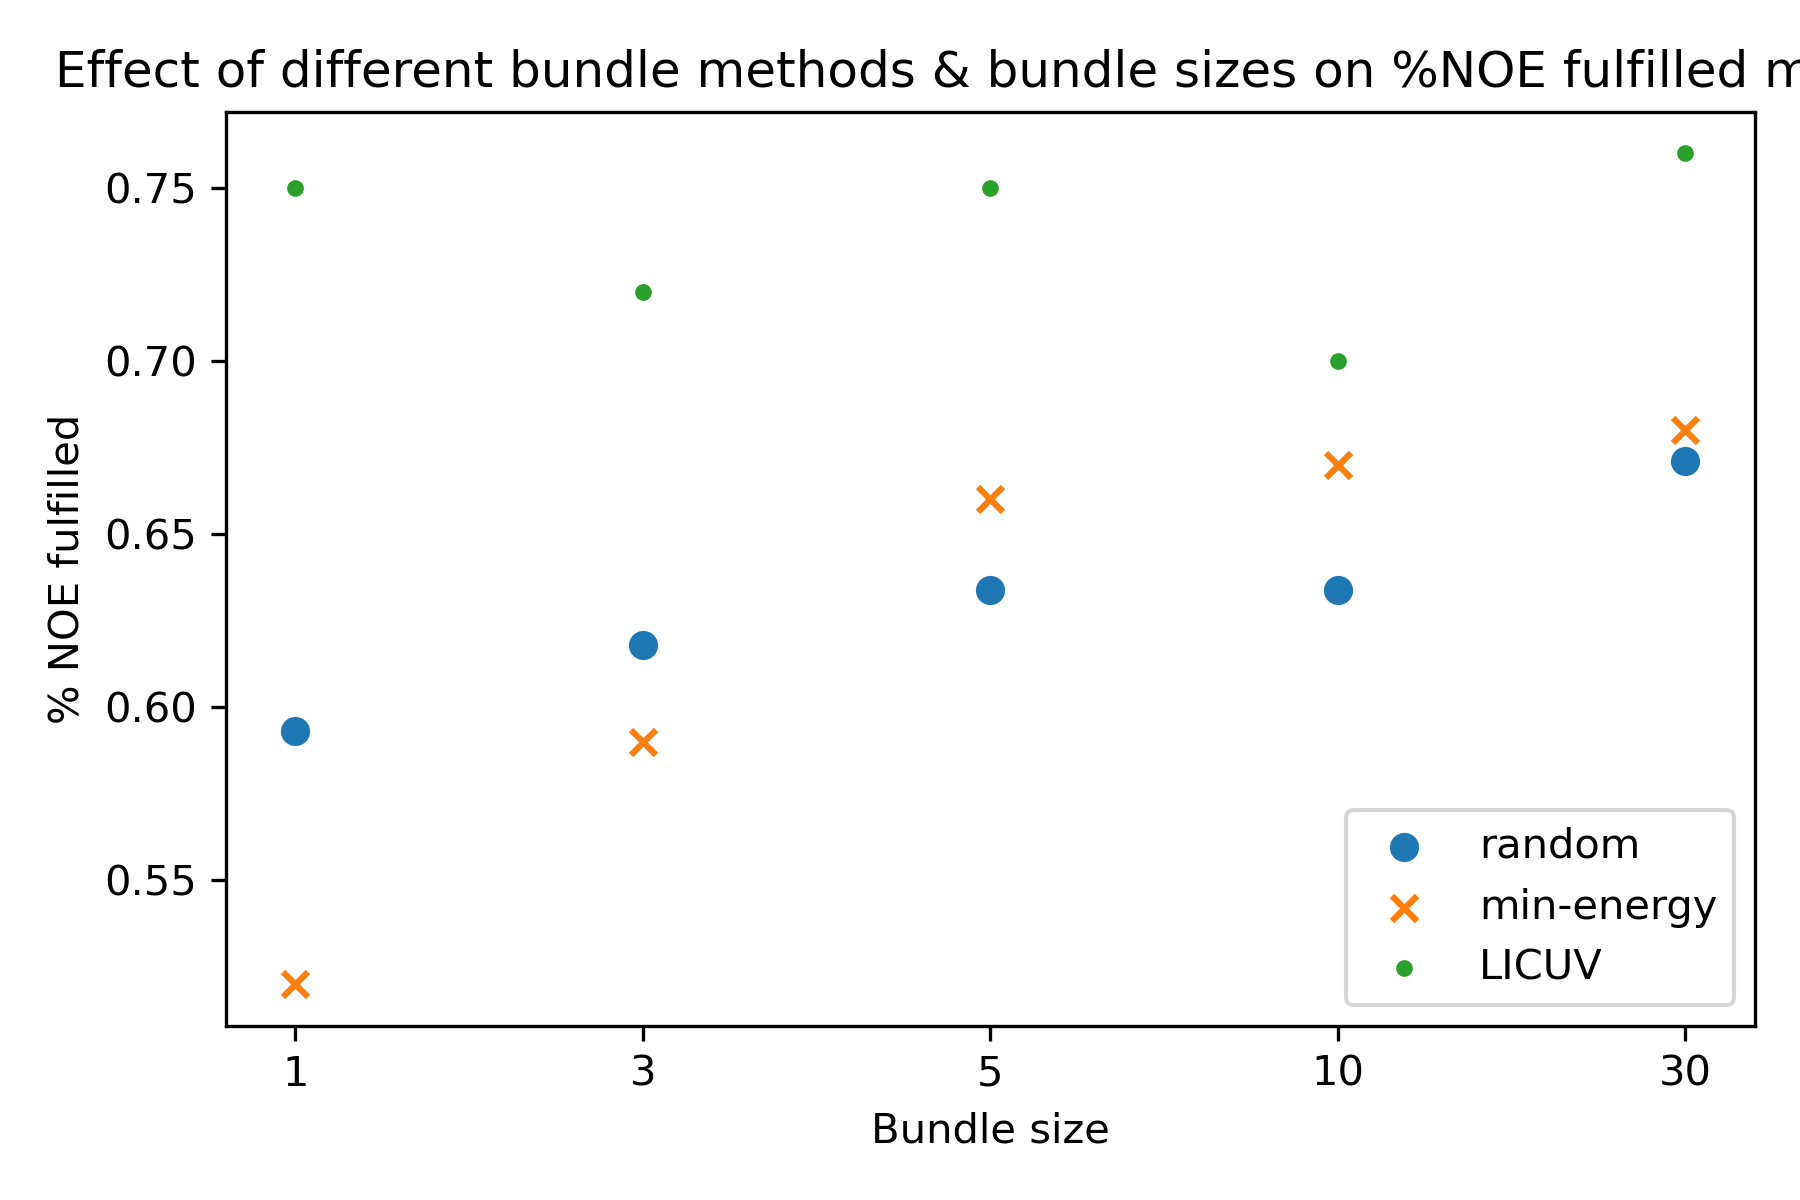 Effect of different bundle methods & bundle sizes on %NOE fulfilled
0.75
0.70
0.65
0.60
0.55
% NOE fulfilled
random
min-energy
LICUV
1 3 5 10 30
Bundle size